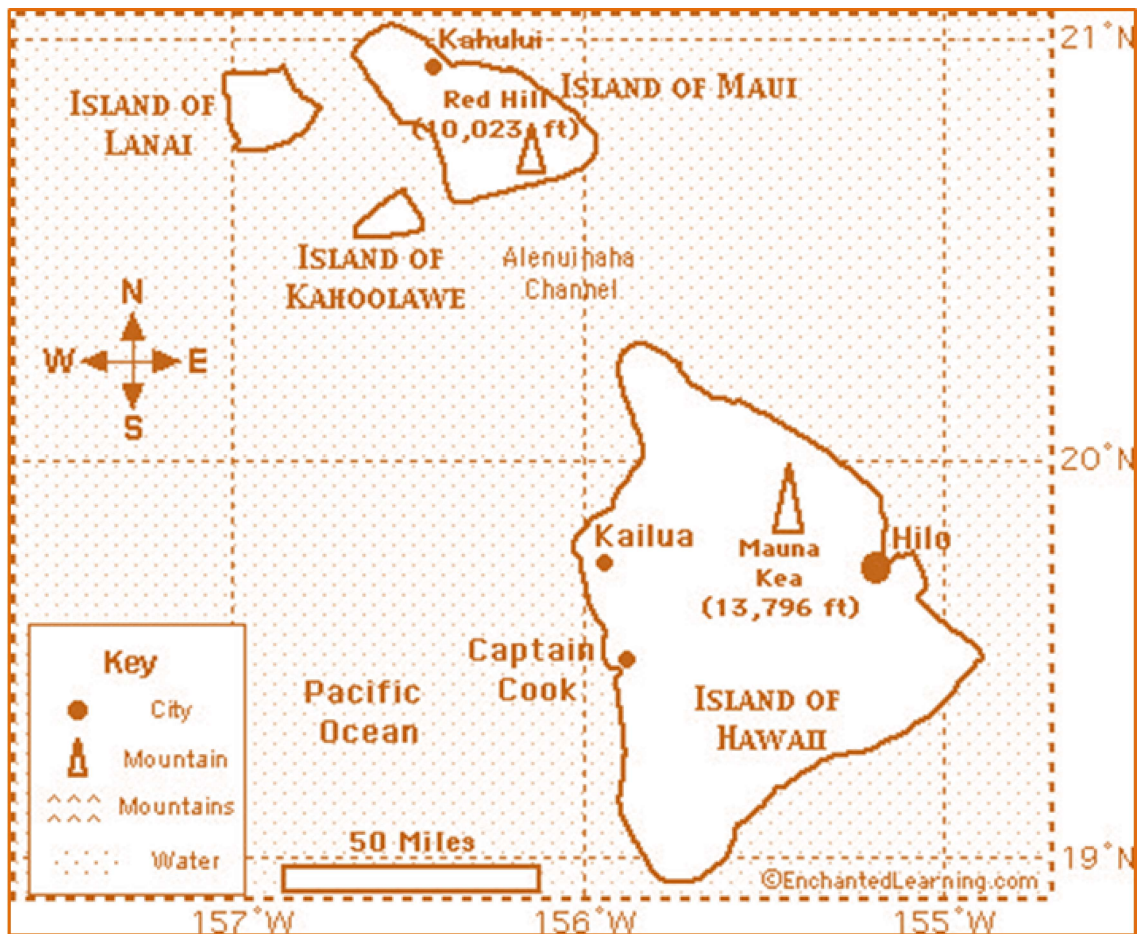 21°N
Kahului
ISLAND OF MAUI
Red Hill
(10,023 ft)
ISLAND OF
LANAI
ISLAND OF
KAHOOLAWE
Alenuihaha
Channel
N
W E
S
20°N
Kailua
Hilo
Mauna
Kea
(13,796 ft)
Captain
Cook
ISLAND OF
HAWAII
Pacific
Ocean
Key
City
Mountain
Mountains
Water
50 Miles
19°N
©EnchantedLearning.com
157°W 156°W 155°W